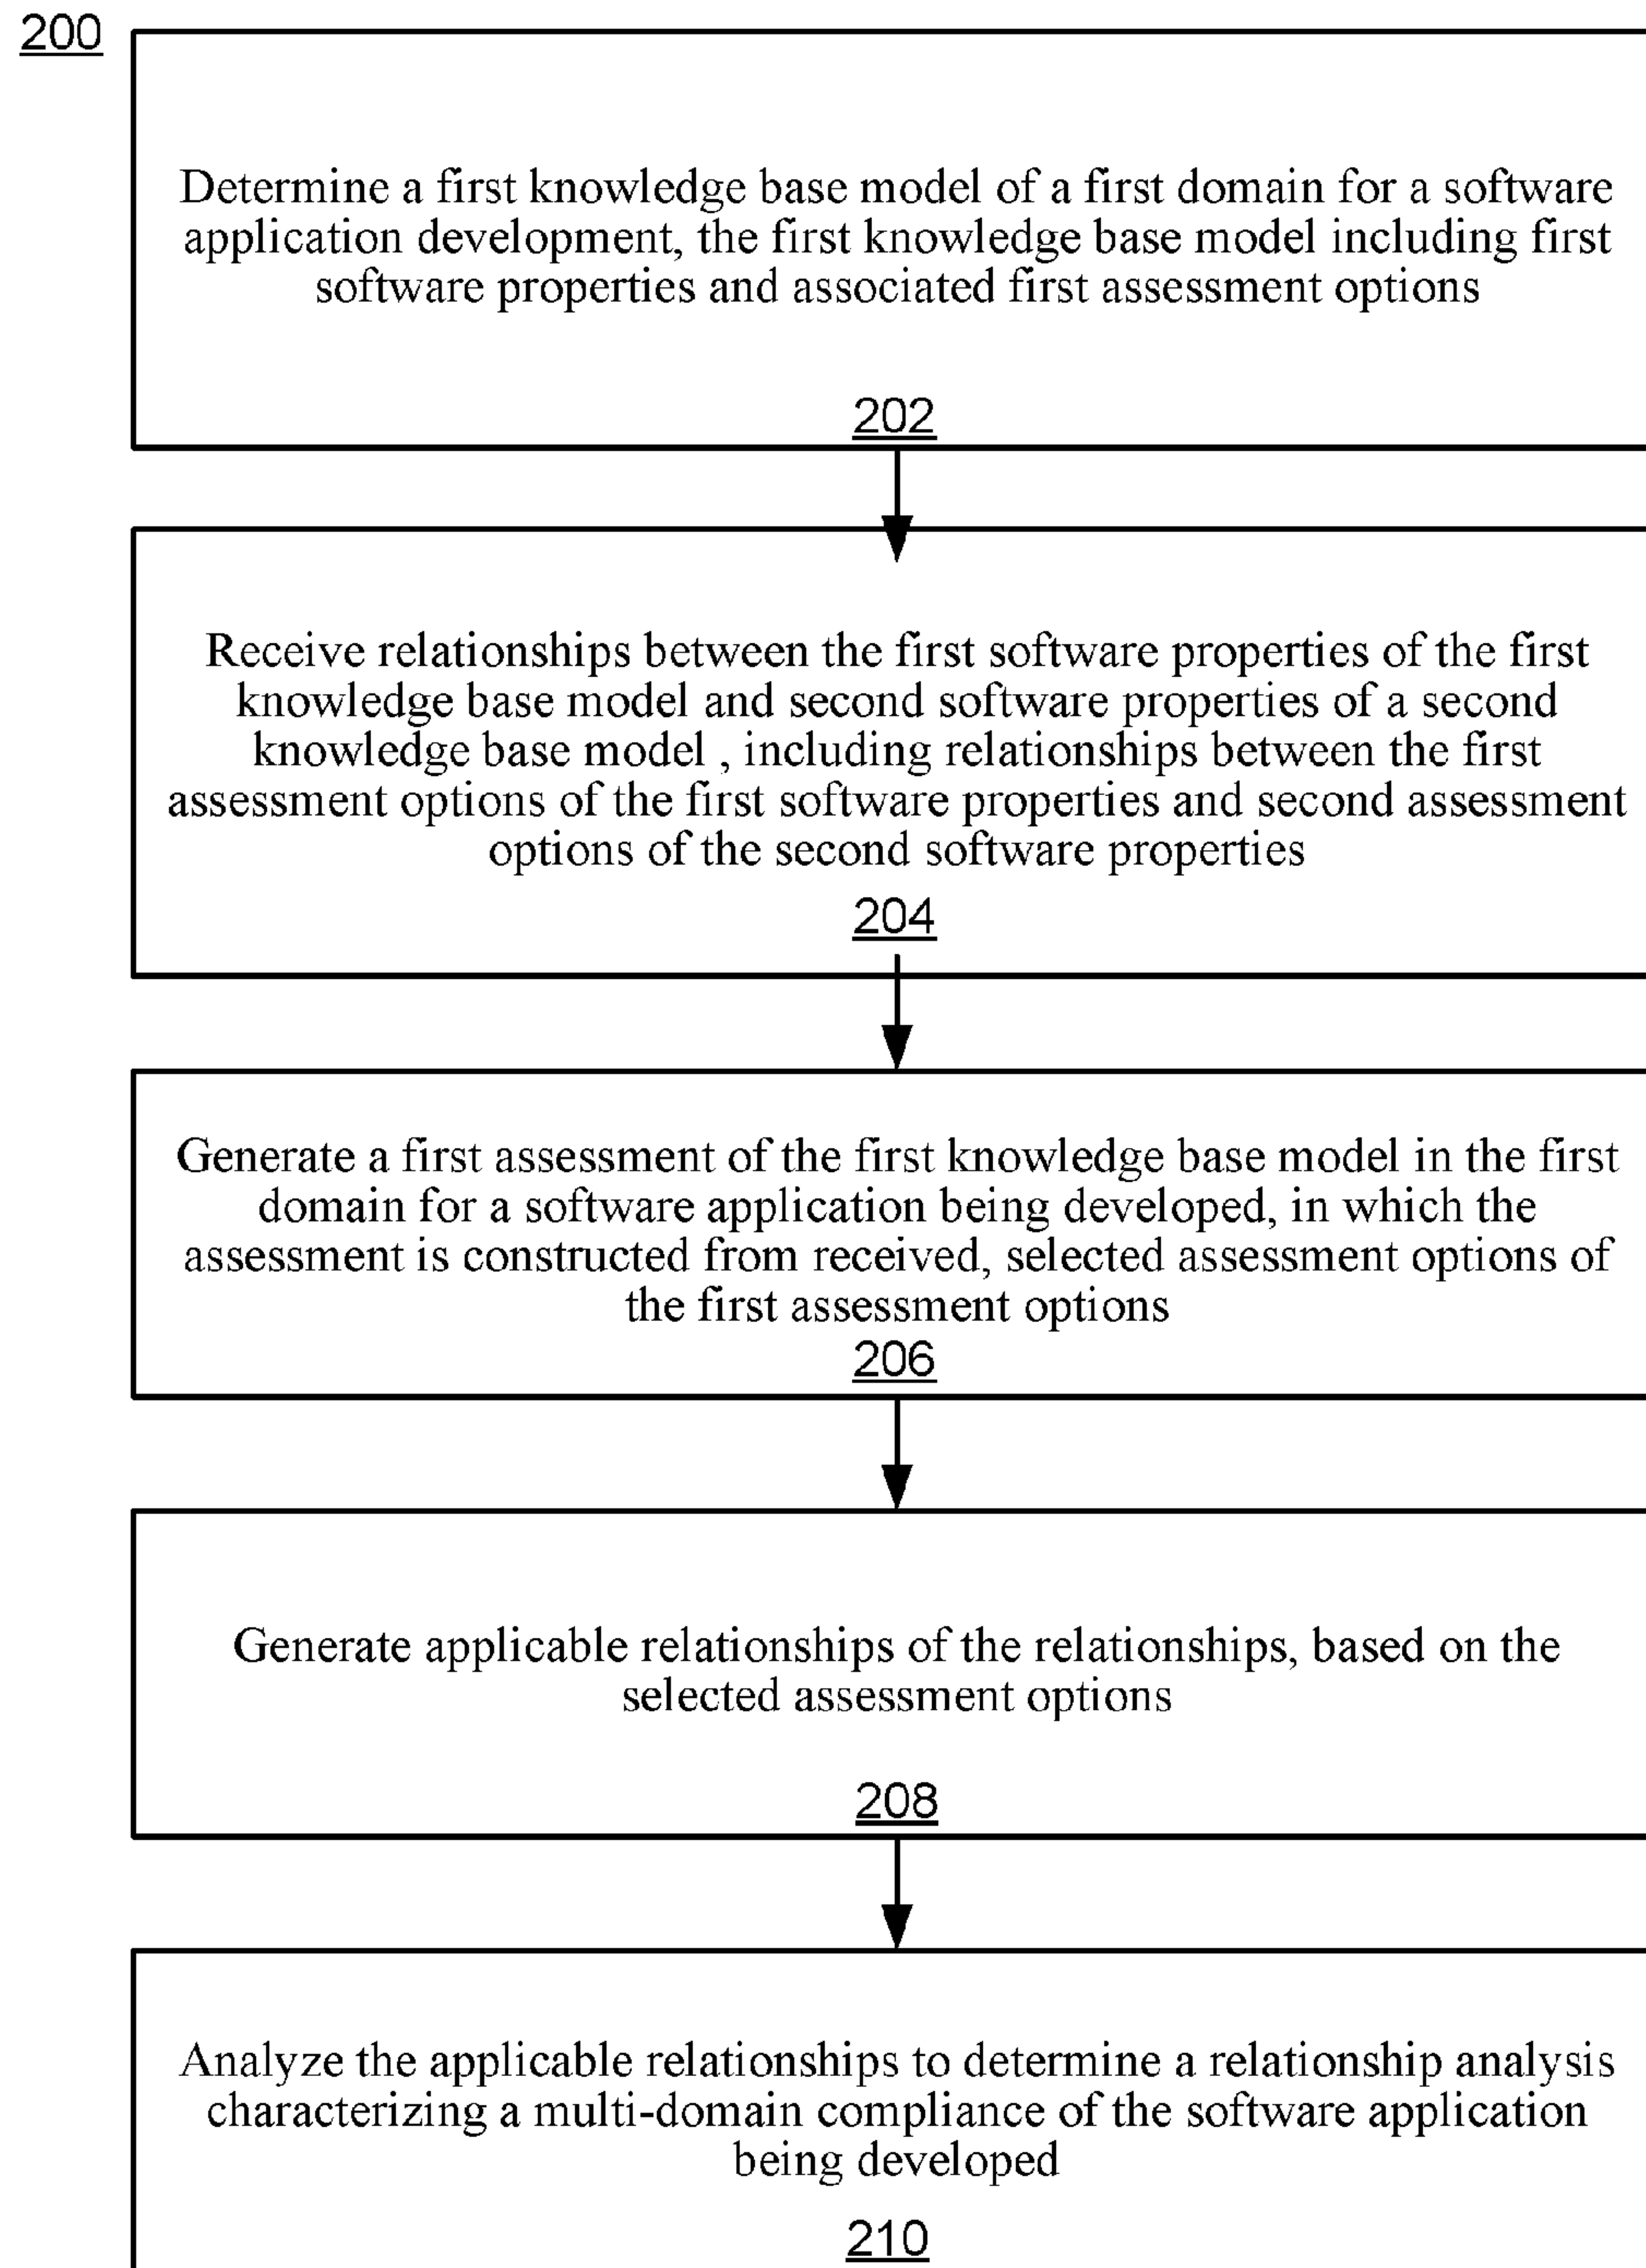 200
Determine a first knowledge base model of a first domain for a software
application development, the first knowledge base model including first
software properties and associated first assessment options
202
Receive relationships between the first software properties of the first
knowledge base model and second software properties of a second
knowledge base model , including relationships between the first
assessment options of the first software properties and second assessment
options of the second software properties
204
Generate a first assessment of the first knowledge base model in the first
domain for a software application being developed, in which the
assessment is constructed from received, selected assessment options of
the first assessment options
206
Generate applicable relationships of the relationships, based on the
selected assessment options
208
Analyze the applicable relationships to determine a relationship analysis
characterizing a multi-domain compliance of the software application
being developed
210